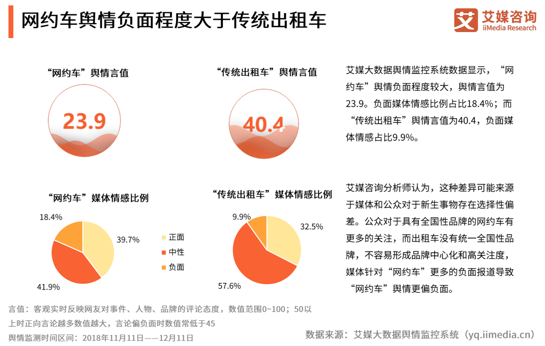 网约车舆情负面程度大于传统出租车
艾媒咨询
iiMedia Research
“网约车”舆情言值
23.9
“传统出租车”舆情言值
40.4
艾媒大数据舆情监控系统数据显示，“网
约车”舆情负面程度较大，舆情言值为
23.9。负面媒体情感比例占比18.4%；而
“传统出租车”舆情言值为40.4，负面媒
体情感占比9.9%。
“网约车”媒体情感比例
18.4%
39.7%
41.9%
正面
中性
负面
“传统出租车”媒体情感比例
9.9%
32.5%
57.6%
艾媒咨询分析师认为，这种差异可能来源
于媒体和公众对于新生事物存在选择性偏
差。公众对于具有全国性品牌的网约车有
更多的关注，而出租车没有统一全国性品
牌，不容易形成品牌中心化和高关注度，
媒体针对“网约车”更多的负面报道导致
“网约车”舆情更偏负面。
言值：客观实时反映网友对事件、人物、品牌的评论态度，数值范围0-100；50以
上时正向言论越多数值越大，言论偏负面时数值常低于45
舆情监测时间区间：2018年11月11日——12月11日
数据来源：艾媒大数据舆情监控系统（yq.iimedia.cn）